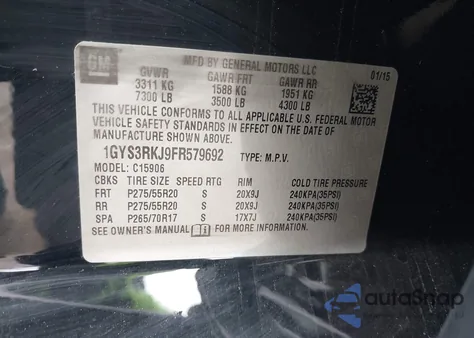 GM
MFD BY GENERAL MOTORS LLC
01/15
GVWR GAWR FRT GAWR RR
3311 KG 1588 KG 1951 KG
7300 LB 3500 LB 4300 LB
THIS VEHICLE CONFORMS TO ALL APPLICABLE U.S. FEDERAL MOTOR
VEHICLE SAFETY STANDARDS IN EFFECT ON THE DATE OF
MANUFACTURE SHOWN ABOVE.
1GYS3RKJ9FR579692 TYPE: M.P.V.
MODEL: C15906
CBKS TIRE SIZE SPEED RTG RIM COLD TIRE PRESSURE
FRT P275/55R20 S 20X9J 240KPA(35PSI)
RR P275/55R20 S 20X9J 240KPA(35PSI)
SPA P265/70R17 S 17X7J 240KPA(35PSI)
SEE OWNER'S MANUAL FOR MORE INFORMATION.
autoSnap